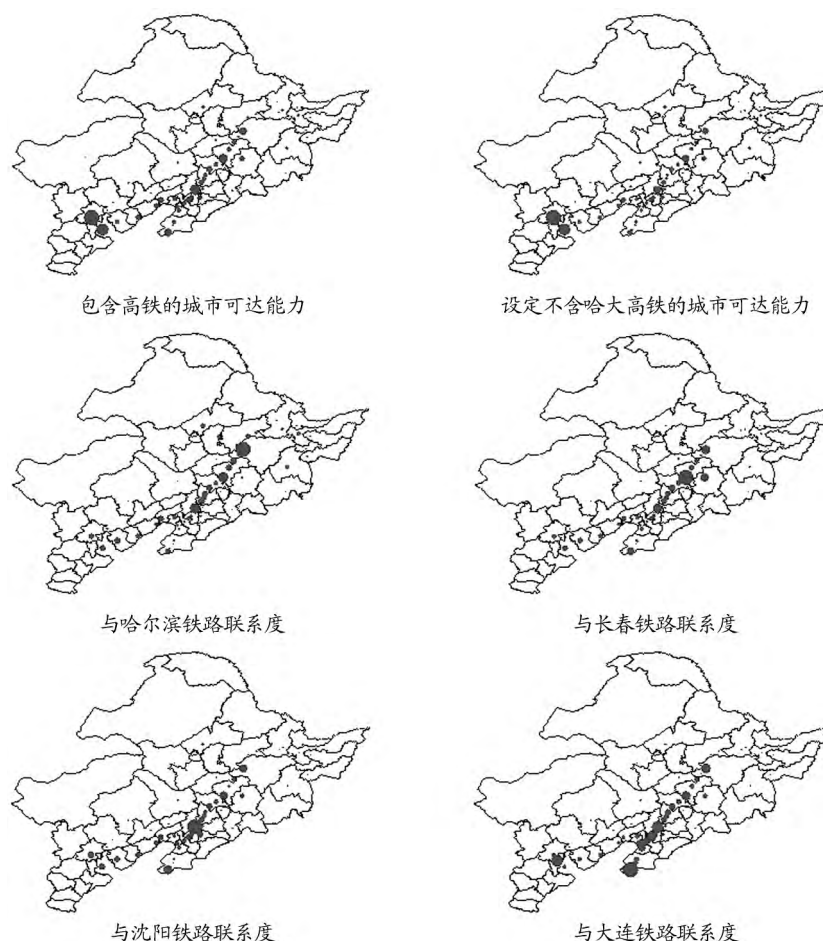 包含高铁的城市可达能力
设定不含哈大高铁的城市可达能力
与哈尔滨铁路联系度
与长春铁路联系度
与沈阳铁路联系度
与大连铁路联系度